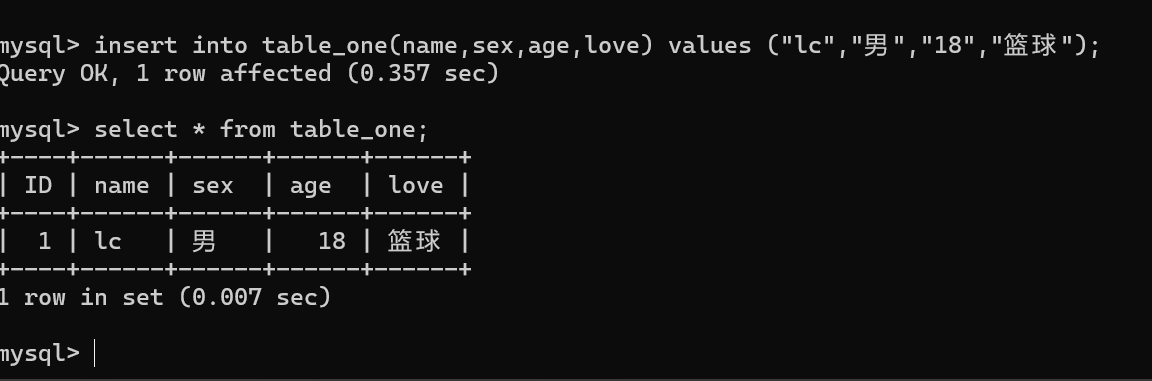 mysql> insert into table_one(name,sex,age,love) values ("lc","男","18","篮球");
Query OK, 1 row affected (0.357 sec)
mysql> select * from table_one;
+----+------+------+------+------+
| ID | name | sex  | age  | love |
+----+------+------+------+------+
|  1 | lc   | 男   |   18 | 篮球 |
+----+------+------+------+------+
1 row in set (0.007 sec)
mysql>